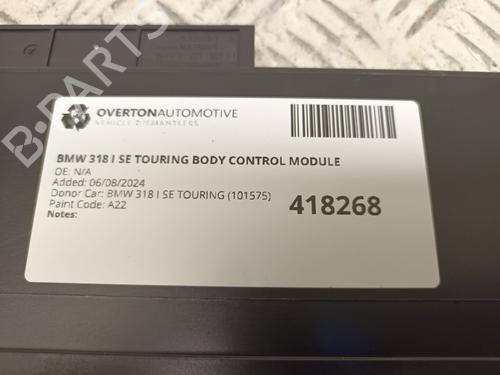 B-PARTS
OVERTONAUTOMOTIVE
VEHICLE DISMANTLERS
BMW 318 I SE TOURING BODY CONTROL MODULE
OE: N/A
Added: 06/08/2024
Donor Car: BMW 318 I SE TOURING (101575)
Paint Code: A22
Notes:
418268